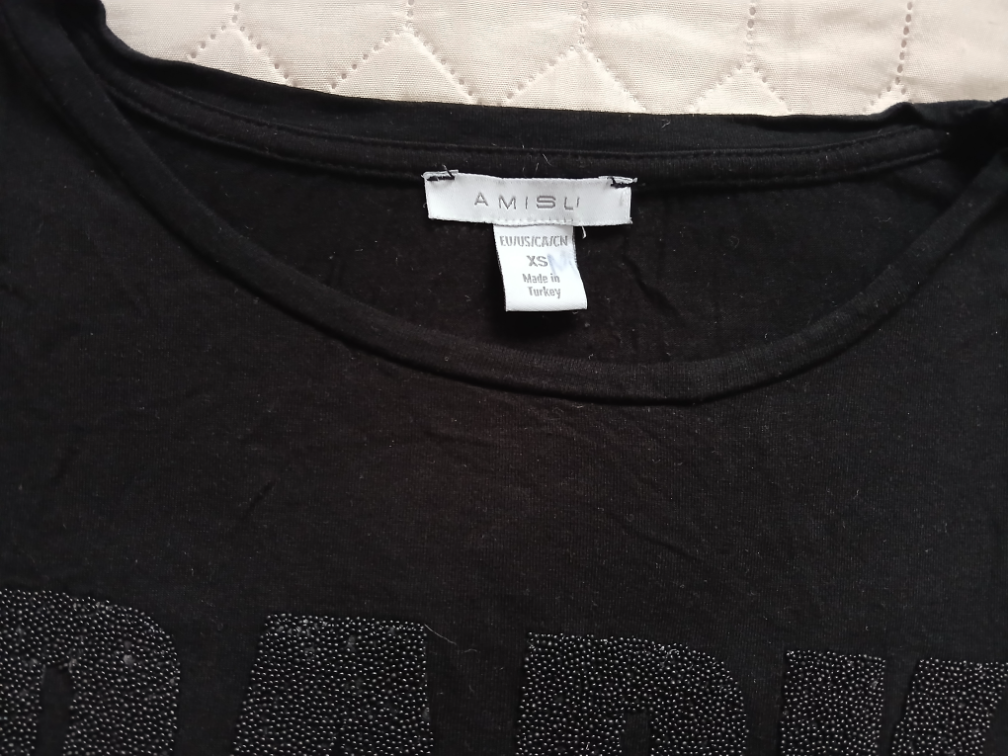 AMISU
EU/US/CA/CN
XS
Made in
Turkey